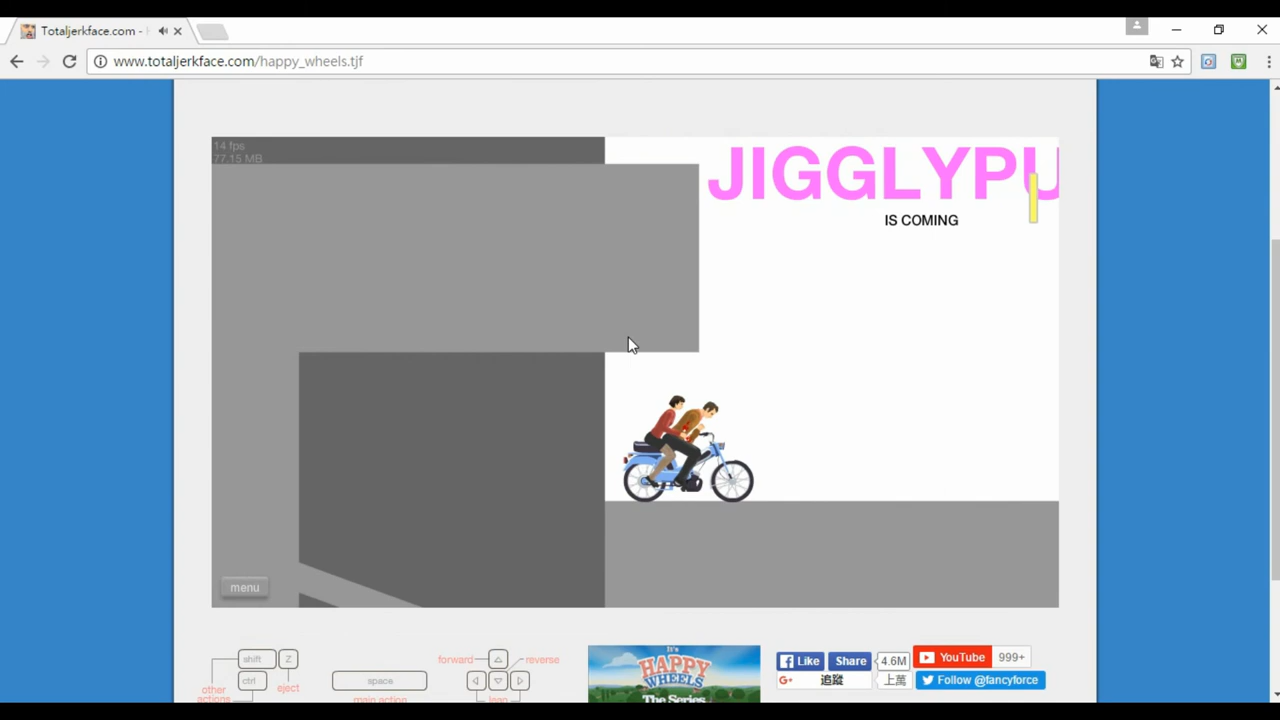 Totaljerkface.com -
www.totaljerkface.com/happy_wheels.tjf
14 fps
77.15 MB
JIGGLYPU
IS COMING
menu
shift
Z
ctrl
eject
other
actions
space
main action
forward
reverse
lean
IT'S
HAPPY
WHEELS
The Series
Like
Share
4.6M
G+
追蹤
上萬
YouTube
999+
Follow @fancyforce